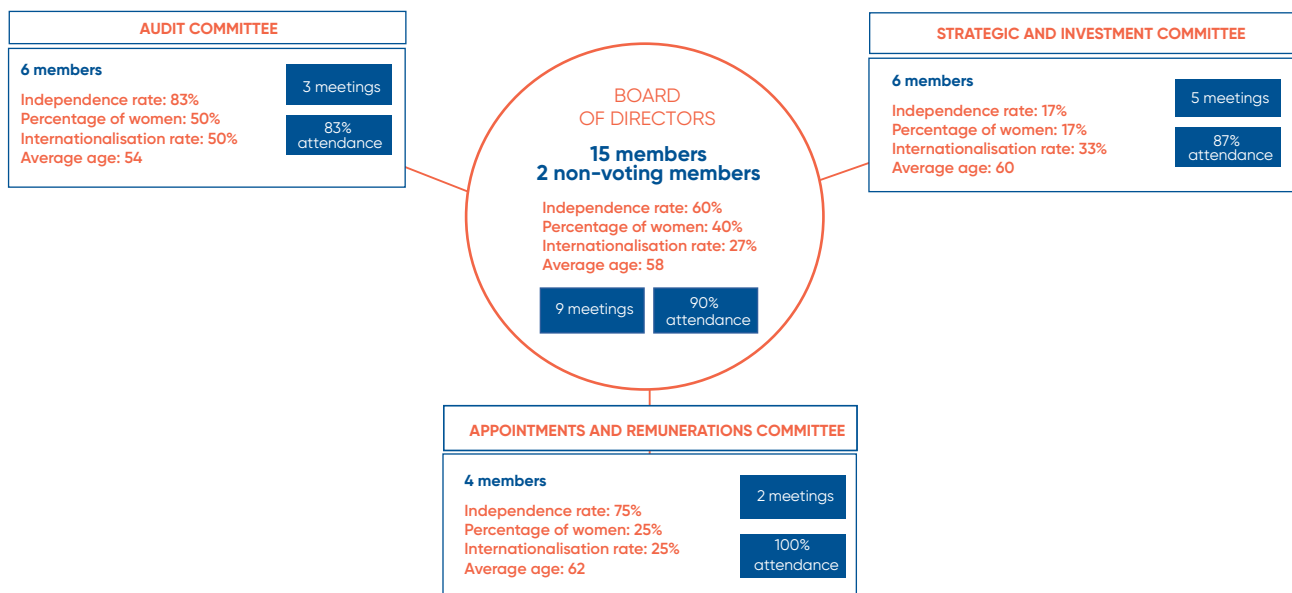 AUDIT COMMITTEE
6 members
Independence rate: 83%
Percentage of women: 50%
Internationalisation rate: 50%
Average age: 54
3 meetings
83%
attendance
BOARD
OF DIRECTORS
15 members
2 non-voting members
Independence rate: 60%
Percentage of women: 40%
Internationalisation rate: 27%
Average age: 58
9 meetings
90%
attendance
STRATEGIC AND INVESTMENT COMMITTEE
6 members
Independence rate: 17%
Percentage of women: 17%
Internationalisation rate: 33%
Average age: 60
5 meetings
87%
attendance
APPOINTMENTS AND REMUNERATIONS COMMITTEE
4 members
Independence rate: 75%
Percentage of women: 25%
Internationalisation rate: 25%
Average age: 62
2 meetings
100%
attendance